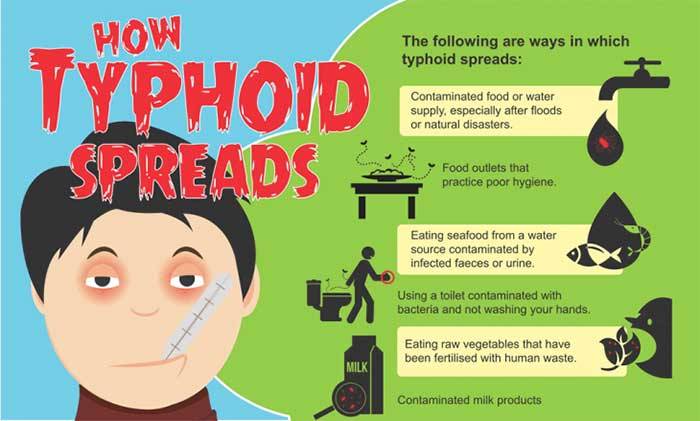 HOW
TYPHOID
SPREADS
The following are ways in which
typhoid spreads:
Contaminated food or water
supply, especially after floods
or natural disasters.
Food outlets that
practice poor hygiene.
Eating seafood from a water
source contaminated by
infected faeces or urine.
Using a toilet contaminated with
bacteria and not washing your hands.
Eating raw vegetables that have
been fertilised with human waste.
MILK
Contaminated milk products